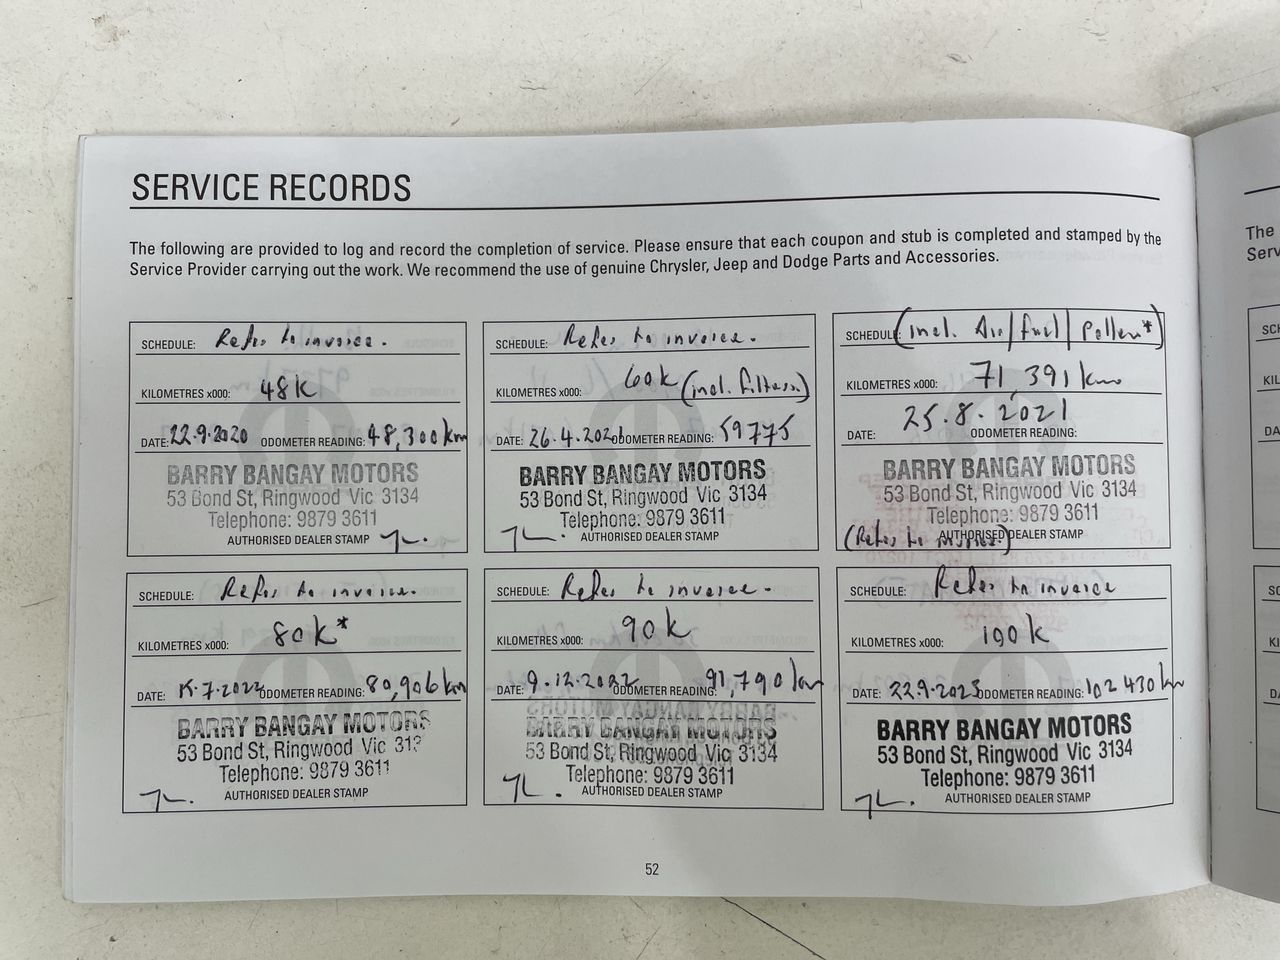 SERVICE RECORDS
The following are provided to log and record the completion of service. Please ensure that each coupon and stub is completed and stamped by the
Service Provider carrying out the work. We recommend the use of genuine Chrysler, Jeep and Dodge Parts and Accessories.
SCHEDULE: Refer to invoice.
KILOMETRES x000: 48K
DATE: 22.9.2020 ODOMETER READING: 48,300km
BARRY BANGAY MOTORS
53 Bond St, Ringwood Vic 3134
Telephone: 9879 3611
AUTHORISED DEALER STAMP
SCHEDULE: Refer to invoice.
KILOMETRES x000: 60K (incl. filters)
DATE: 26.4.2021 ODOMETER READING: 59775
BARRY BANGAY MOTORS
53 Bond St, Ringwood Vic 3134
Telephone: 9879 3611
AUTHORISED DEALER STAMP
SCHEDULE: (incl. Air/fuel/Pollen*)
KILOMETRES x000: 71,391km
DATE: 25.8.2021 ODOMETER READING:
BARRY BANGAY MOTORS
53 Bond St, Ringwood Vic 3134
Telephone: 9879 3611
(Refer to invoice.) AUTHORISED DEALER STAMP
SCHEDULE: Refer to invoice.
KILOMETRES x000: 80K*
DATE: 15.7.2022 ODOMETER READING: 80,906km
BARRY BANGAY MOTORS
53 Bond St, Ringwood Vic 313
Telephone: 9879 3611
AUTHORISED DEALER STAMP
SCHEDULE: Refer to invoice.
KILOMETRES x000: 90K
DATE: 9.12.2022 ODOMETER READING: 91,790km
BARRY BANGAY MOTORS
53 Bond St, Ringwood Vic 3134
Telephone: 9879 3611
AUTHORISED DEALER STAMP
SCHEDULE: Refer to invoice
KILOMETRES x000: 100K
DATE: 22.9.2023 ODOMETER READING: 102 430km
BARRY BANGAY MOTORS
53 Bond St, Ringwood Vic 3134
Telephone: 9879 3611
AUTHORISED DEALER STAMP
52
The
Serv